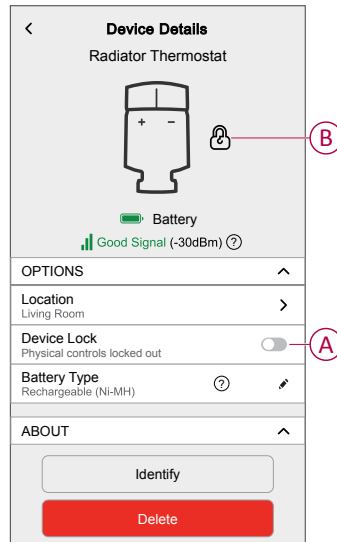 Device Details
Radiator Thermostat
+ -
B
Battery
Good Signal (-30dBm) ?
OPTIONS
Location
Living Room
Device Lock
Physical controls locked out
A
Battery Type
Rechargeable (Ni-MH)
?
ABOUT
Identify
Delete